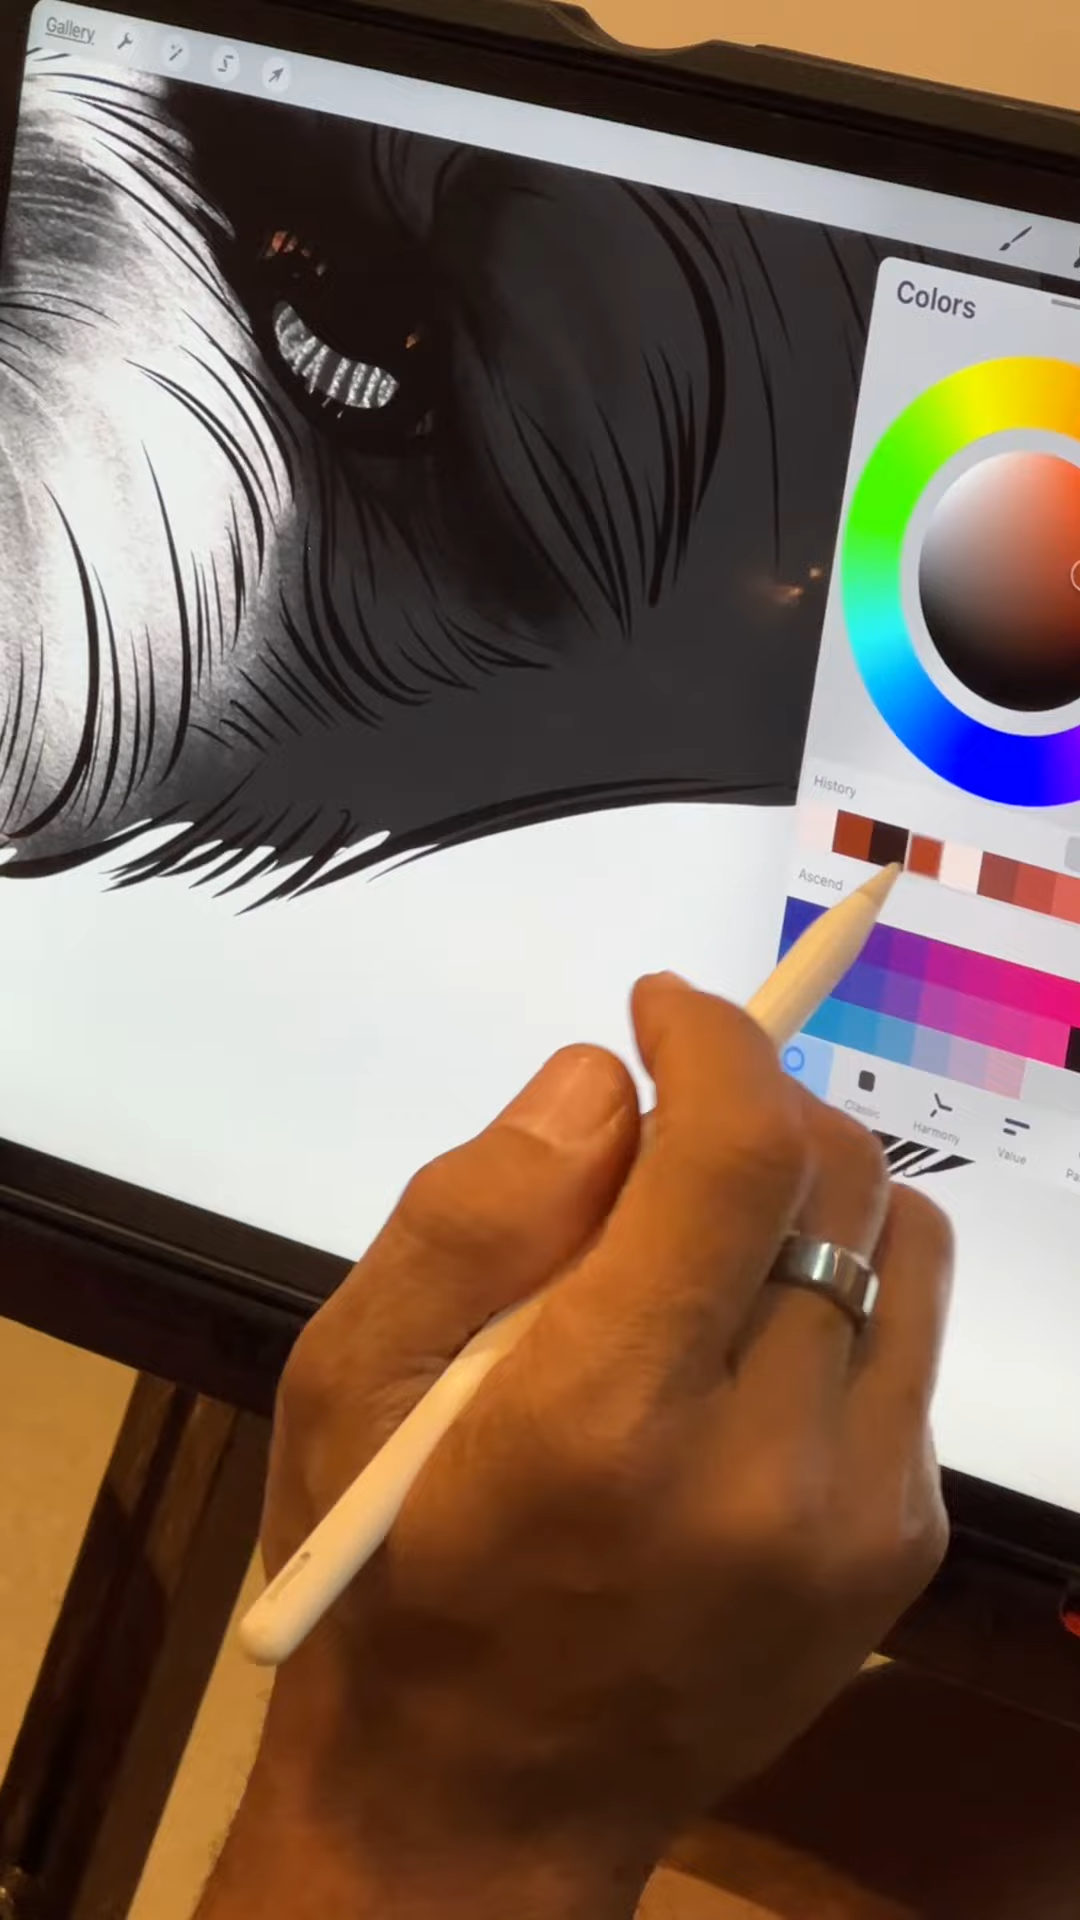 Gallery
Colors
History
Ascend
Classic
Harmony
Value